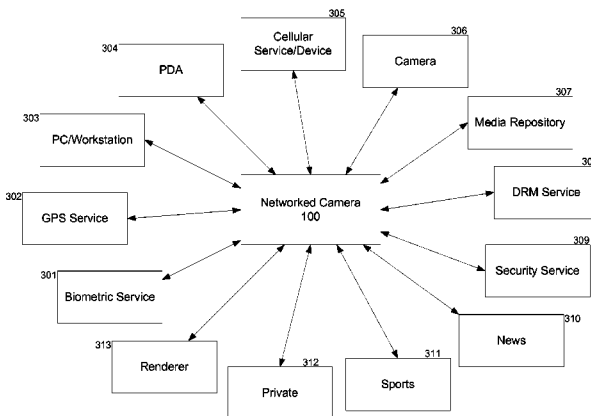 305
Cellular
Service/Device
304
PDA
306
Camera
303
PC/Workstation
307
Media Repository
302
GPS Service
Networked Camera
100
30
DRM Service
301
Biometric Service
309
Security Service
313
Renderer
312
Private
311
Sports
310
News